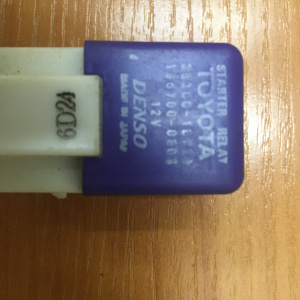 STARTER RELAY
TOYOTA
12V
DENSO
MADE IN JAPAN
6D24